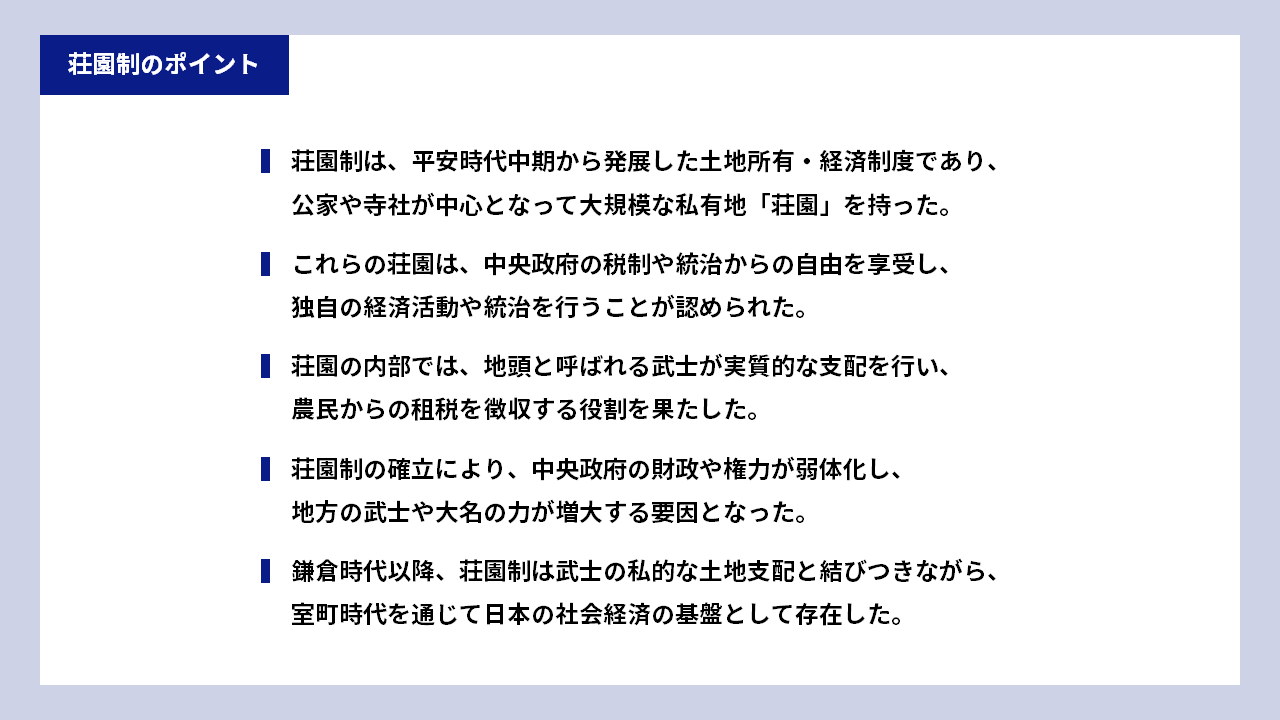 荘園制のポイント
荘園制は、平安時代中期から発展した土地所有・経済制度であり、
公家や寺社が中心となって大規模な私有地「荘園」を持った。
これらの荘園は、中央政府の税制や統治からの自由を享受し、
独自の経済活動や統治を行うことが認められた。
荘園の内部では、地頭と呼ばれる武士が実質的な支配を行い、
農民からの租税を徴収する役割を果たした。
荘園制の確立により、中央政府の財政や権力が弱体化し、
地方の武士や大名の力が増大する要因となった。
鎌倉時代以降、荘園制は武士の私的な土地支配と結びつきながら、
室町時代を通じて日本の社会経済の基盤として存在した。